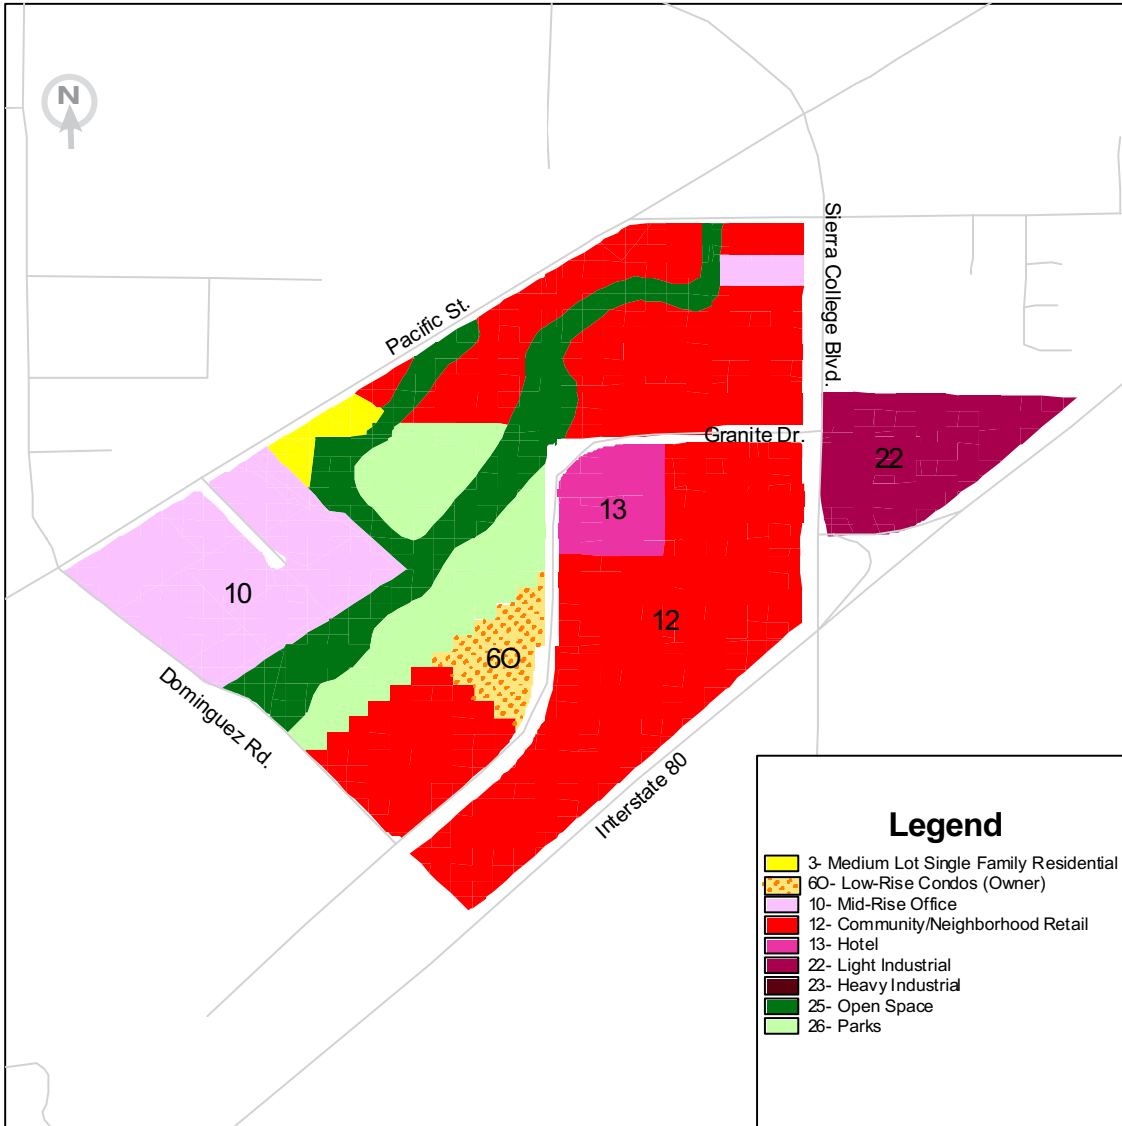 N
Sierra College Blvd.
Pacific St.
Granite Dr.
22
13
10
12
6O
Dominguez Rd.
Interstate 80
Legend
3- Medium Lot Single Family Residential
6O- Low-Rise Condos (Owner)
10- Mid-Rise Office
12- Community/Neighborhood Retail
13- Hotel
22- Light Industrial
23- Heavy Industrial
25- Open Space
26- Parks